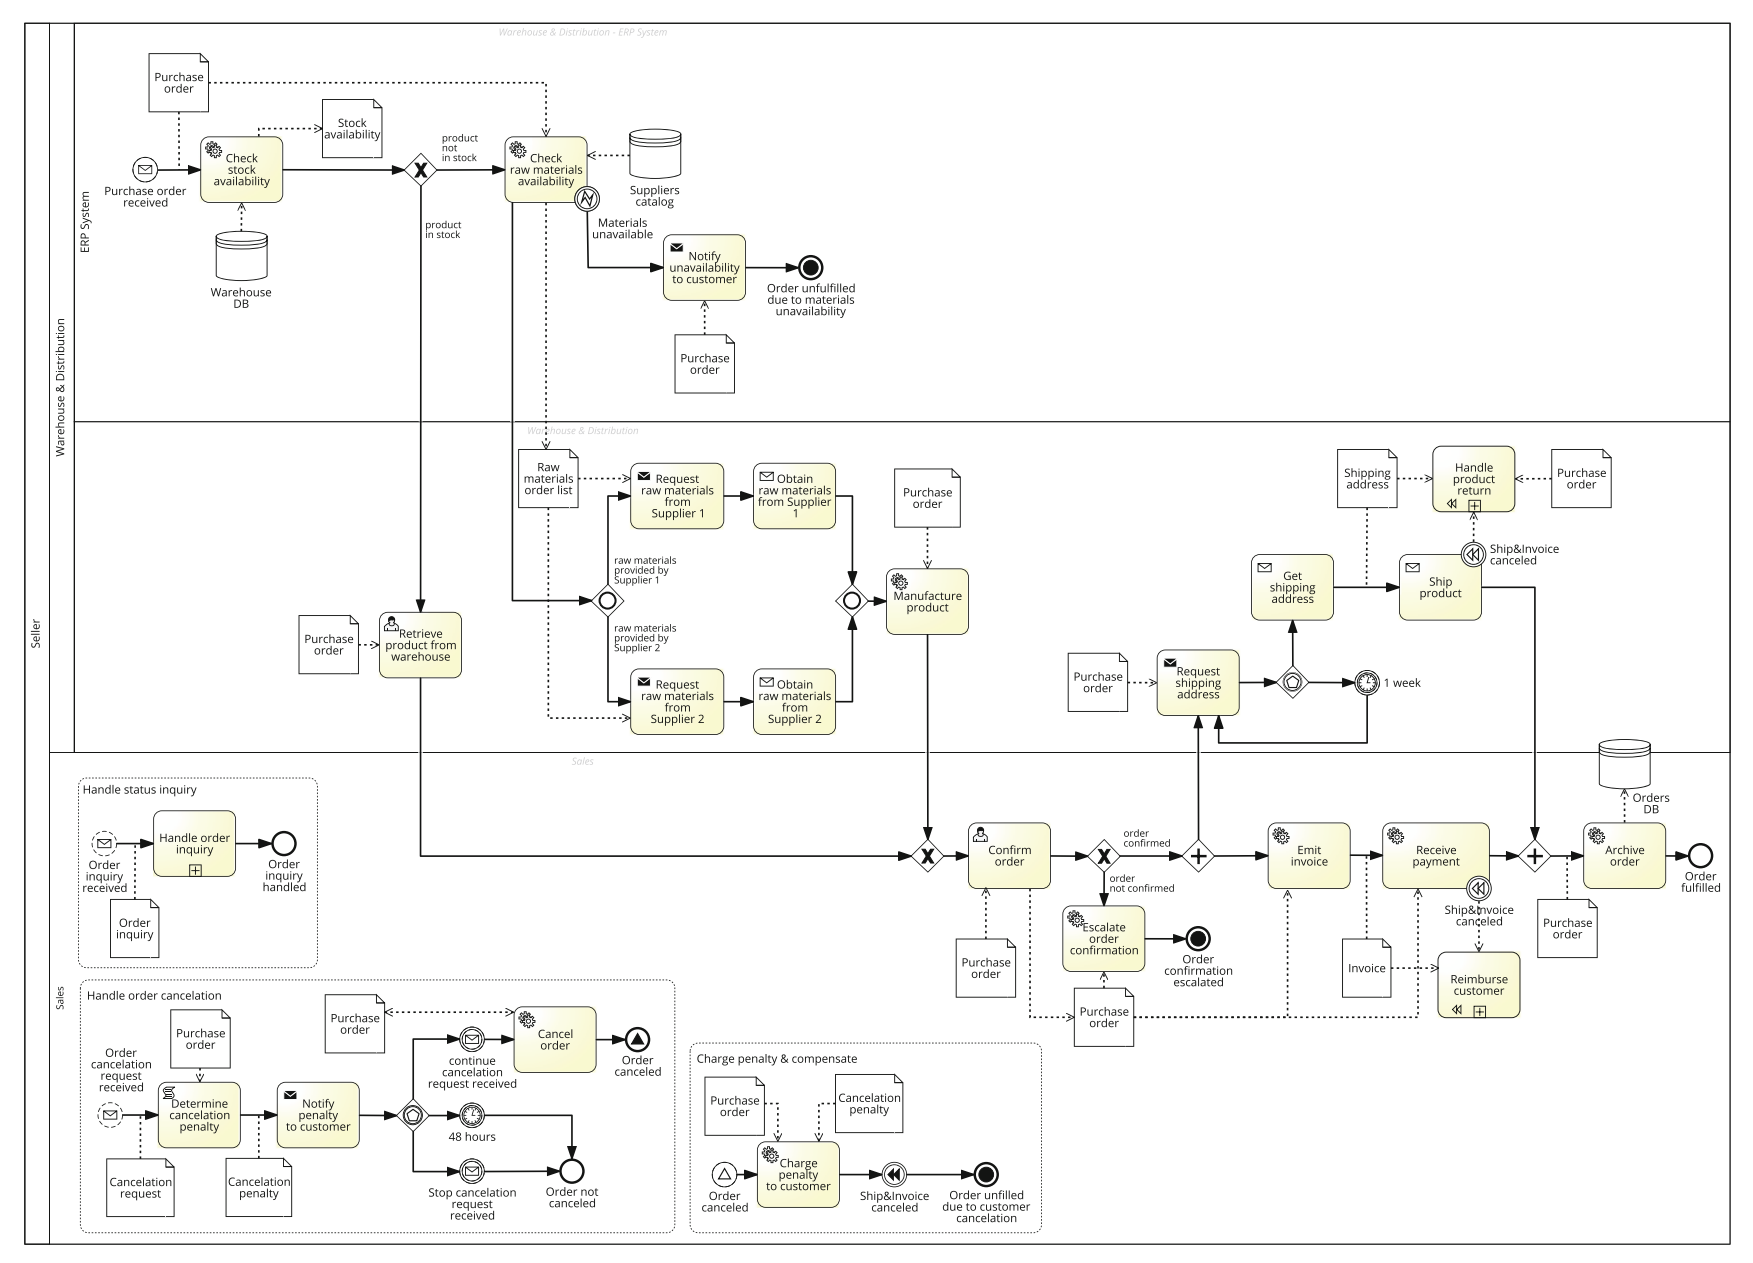 Warehouse & Distribution - ERP System
Purchase
order
Stock
availability
product
not
in stock
Check
stock
availability
Check
raw materials
availability
Purchase order
received
Suppliers
catalog
ERP System
product
in stock
Materials
unavailable
Notify
unavailability
to customer
Warehouse
DB
Order unfulfilled
due to materials
unavailability
Purchase
order
Warehouse & Distribution
Warehouse & Distribution
Raw
materials
order list
Request
raw materials
from
Supplier 1
Obtain
raw materials
from Supplier
1
Purchase
order
Shipping
address
Handle
product
return
Purchase
order
raw materials
provided by
Supplier 1
Manufacture
product
Get
shipping
address
Ship
product
Ship&Invoice
canceled
Seller
Purchase
order
Retrieve
product from
warehouse
raw materials
provided by
Supplier 2
Request
raw materials
from
Supplier 2
Obtain
raw materials
from
Supplier 2
Purchase
order
Request
shipping
address
1 week
Sales
Handle status inquiry
Handle order
inquiry
Order
inquiry
received
Order
inquiry
handled
Order
inquiry
Confirm
order
order
confirmed
order
not confirmed
Emit
invoice
Receive
payment
Orders
DB
Archive
order
Order
fulfilled
Ship&Invoice
canceled
Purchase
order
Escalate
order
confirmation
Order
confirmation
escalated
Purchase
order
Invoice
Reimburse
customer
Purchase
order
Sales
Handle order cancelation
Purchase
order
Purchase
order
Order
cancelation
request
received
Determine
cancelation
penalty
Notify
penalty
to customer
continue
cancelation
request received
Cancel
order
Order
canceled
48 hours
Cancelation
request
Cancelation
penalty
Stop cancelation
request
received
Order not
canceled
Charge penalty & compensate
Purchase
order
Cancelation
penalty
Order
canceled
Charge
penalty
to customer
Ship&Invoice
canceled
Order unfilled
due to customer
cancelation